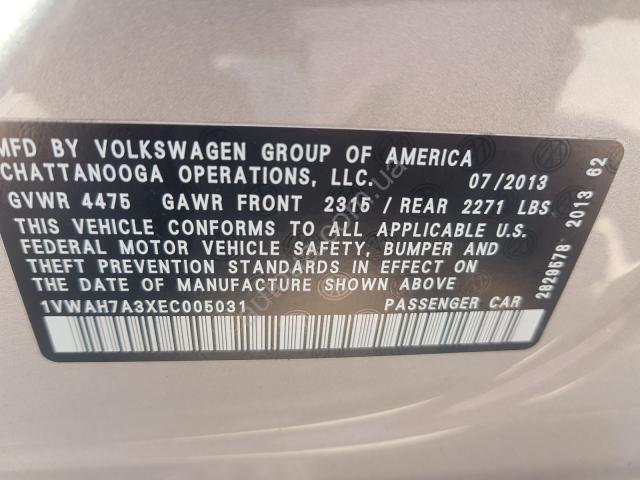 MFD BY VOLKSWAGEN GROUP OF AMERICA
CHATTANOOGA OPERATIONS, LLC. 07/2013
GVWR 4475 GAWR FRONT 2315 / REAR 2271 LBS
THIS VEHICLE CONFORMS TO ALL APPLICABLE U.S.
FEDERAL MOTOR VEHICLE SAFETY, BUMPER AND
THEFT PREVENTION STANDARDS IN EFFECT ON
THE DATE OF MANUFACTURE SHOWN ABOVE
1VWAH7A3XEC005031 PASSENGER CAR
2829578 2013 62